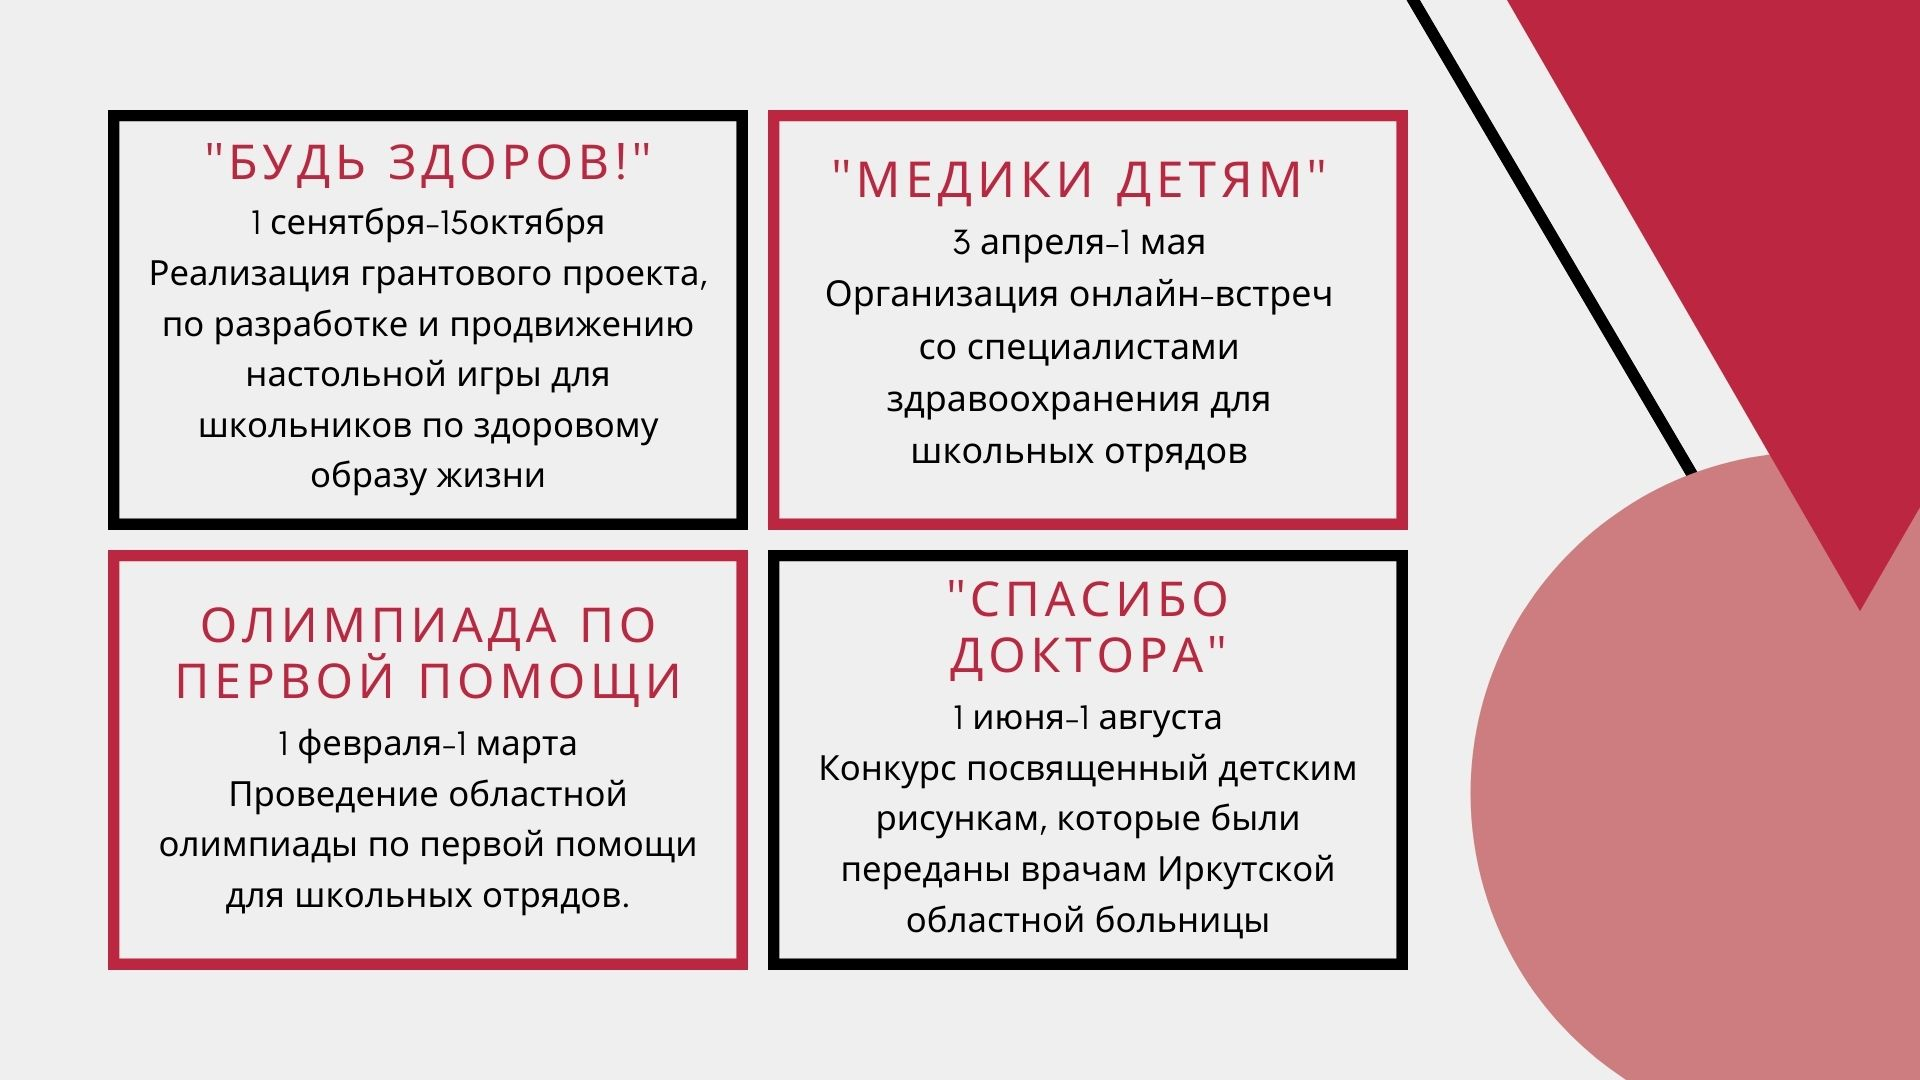 "БУДЬ ЗДОРОВ!"
1 сенятбря-15октября
Реализация грантового проекта,
по разработке и продвижению
настольной игры для
школьников по здоровому
образу жизни
"МЕДИКИ ДЕТЯМ"
3 апреля-1 мая
Организация онлайн-встреч
со специалистами
здравоохранения для
школьных отрядов
ОЛИМПИАДА ПО
ПЕРВОЙ ПОМОЩИ
1 февраля-1 марта
Проведение областной
олимпиады по первой помощи
для школьных отрядов.
"СПАСИБО
ДОКТОРА"
1 июня-1 августа
Конкурс посвященный детским
рисункам, которые были
переданы врачам Иркутской
областной больницы